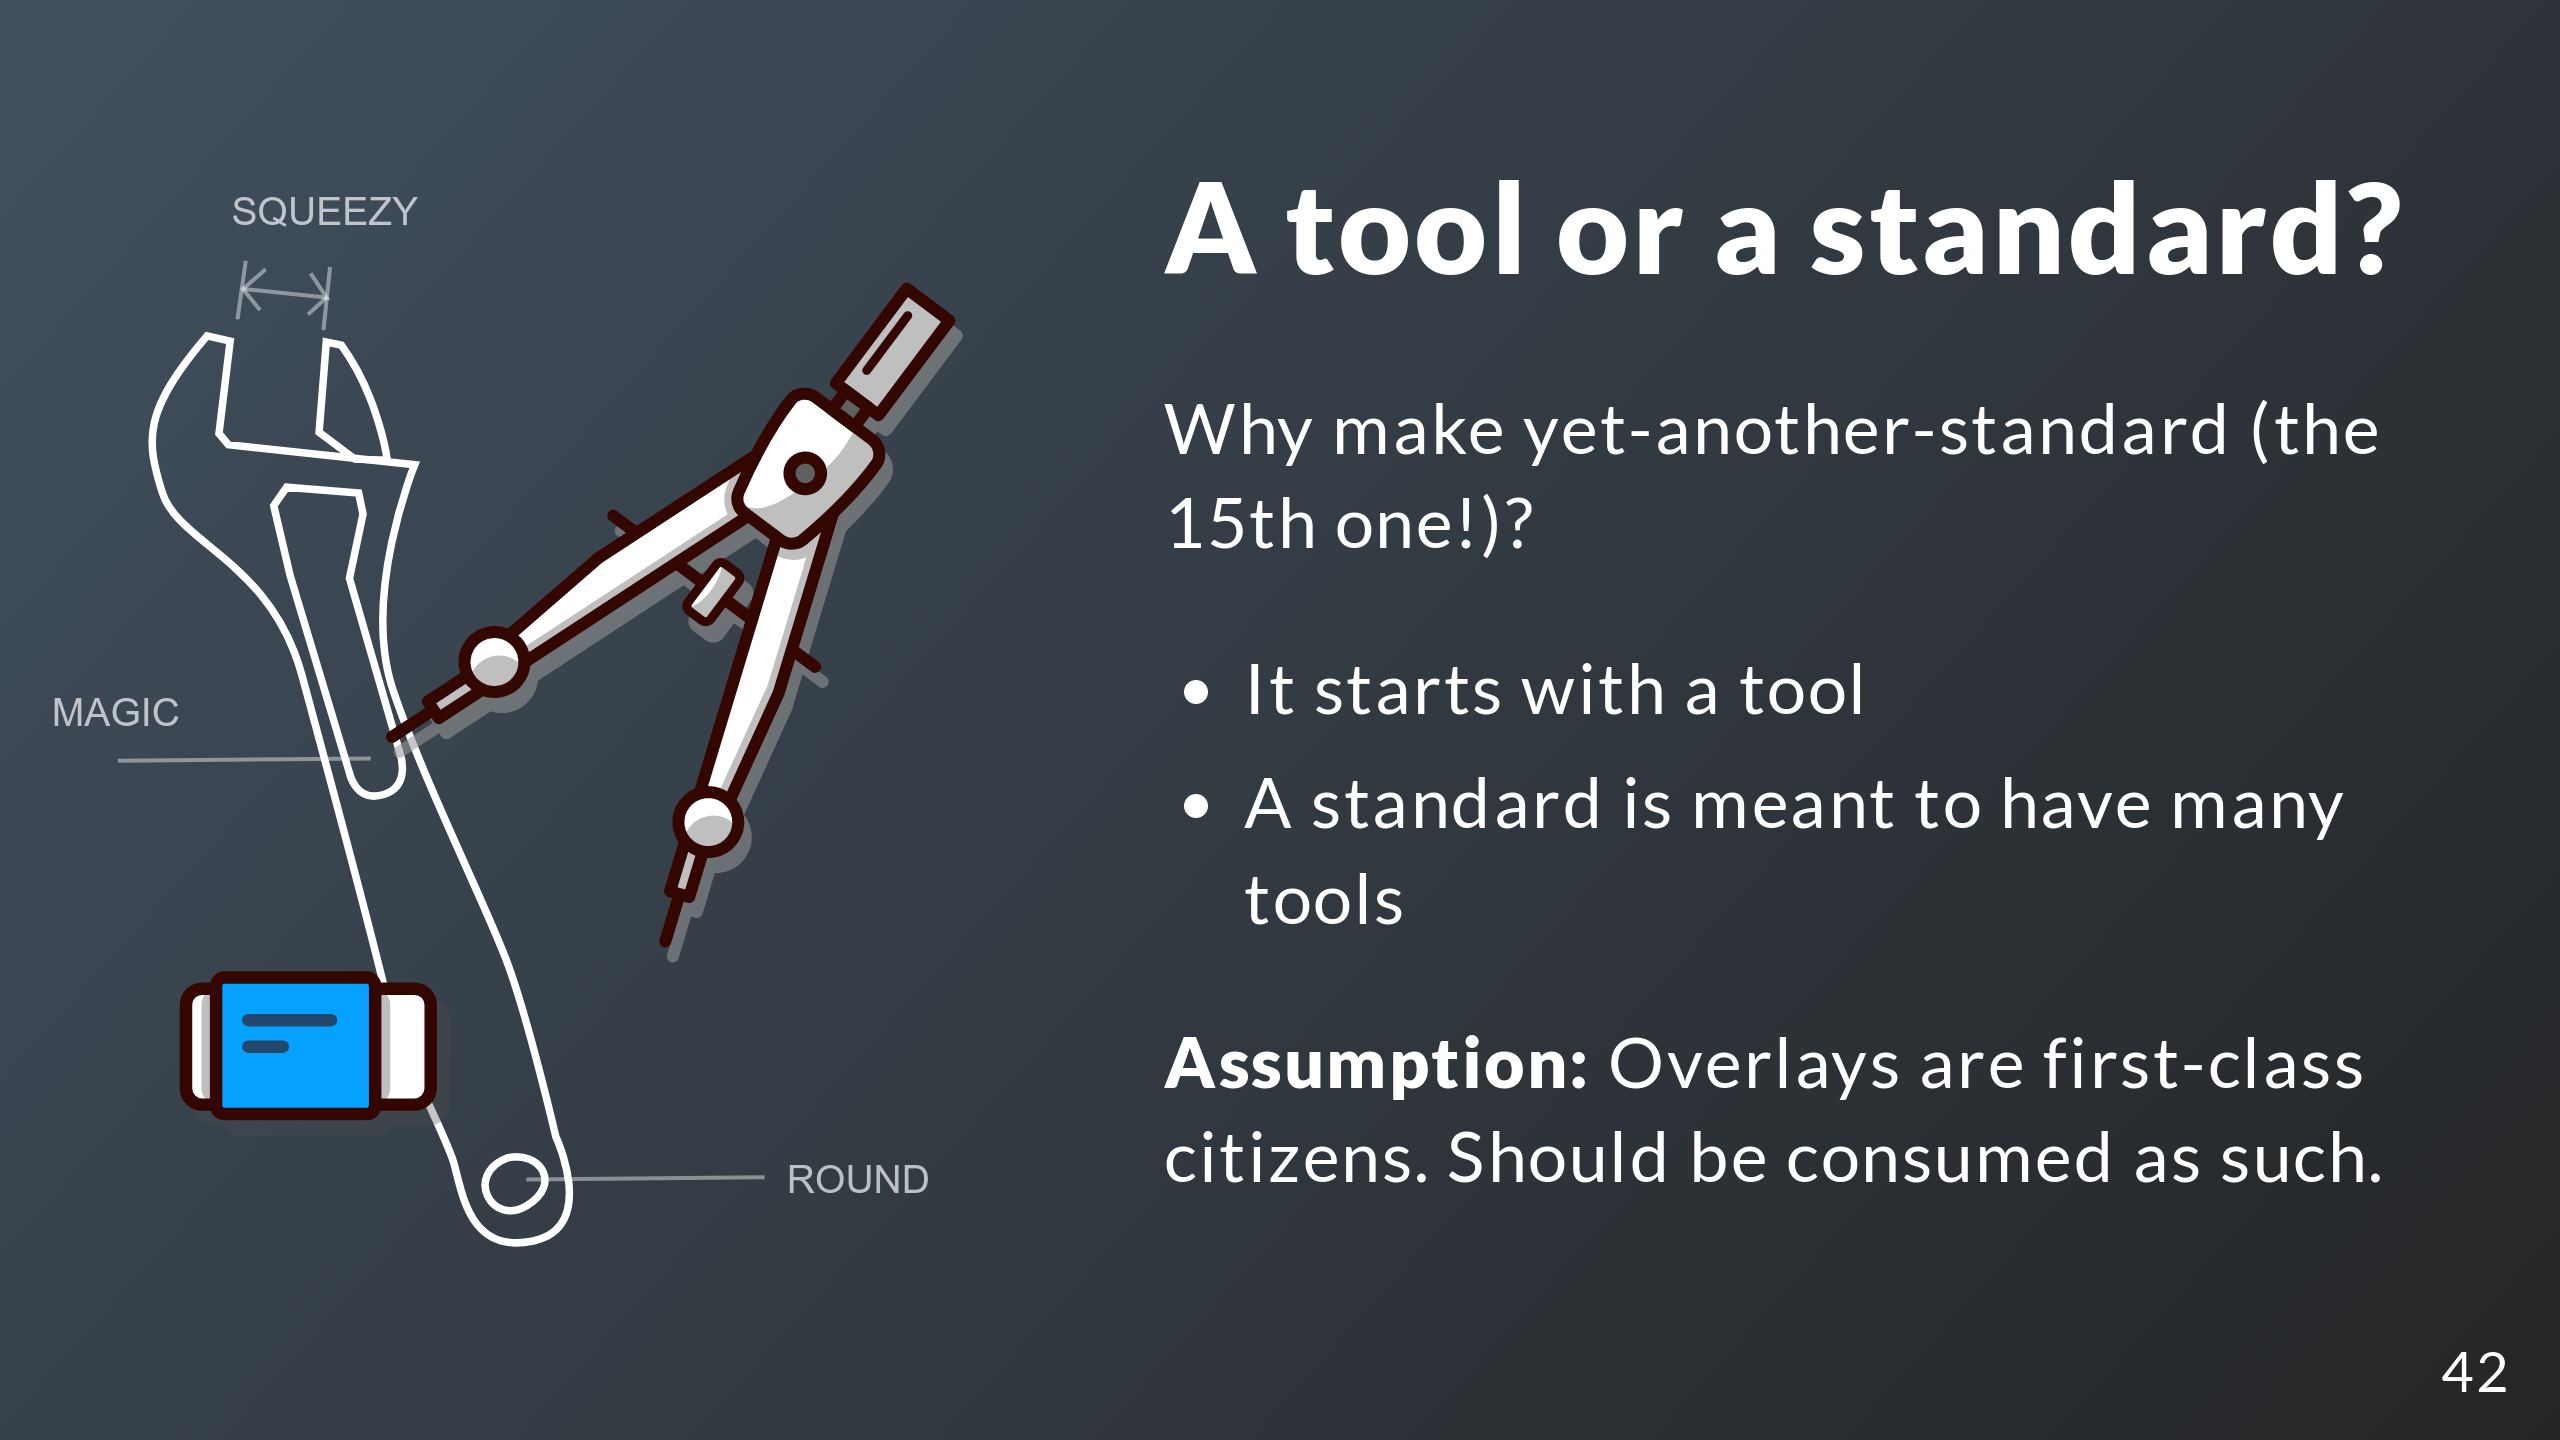 SQUEEZY
MAGIC
ROUND
A tool or a standard?
Why make yet-another-standard (the
15th one!)?
• It starts with a tool
• A standard is meant to have many
tools
Assumption: Overlays are first-class
citizens. Should be consumed as such.
42